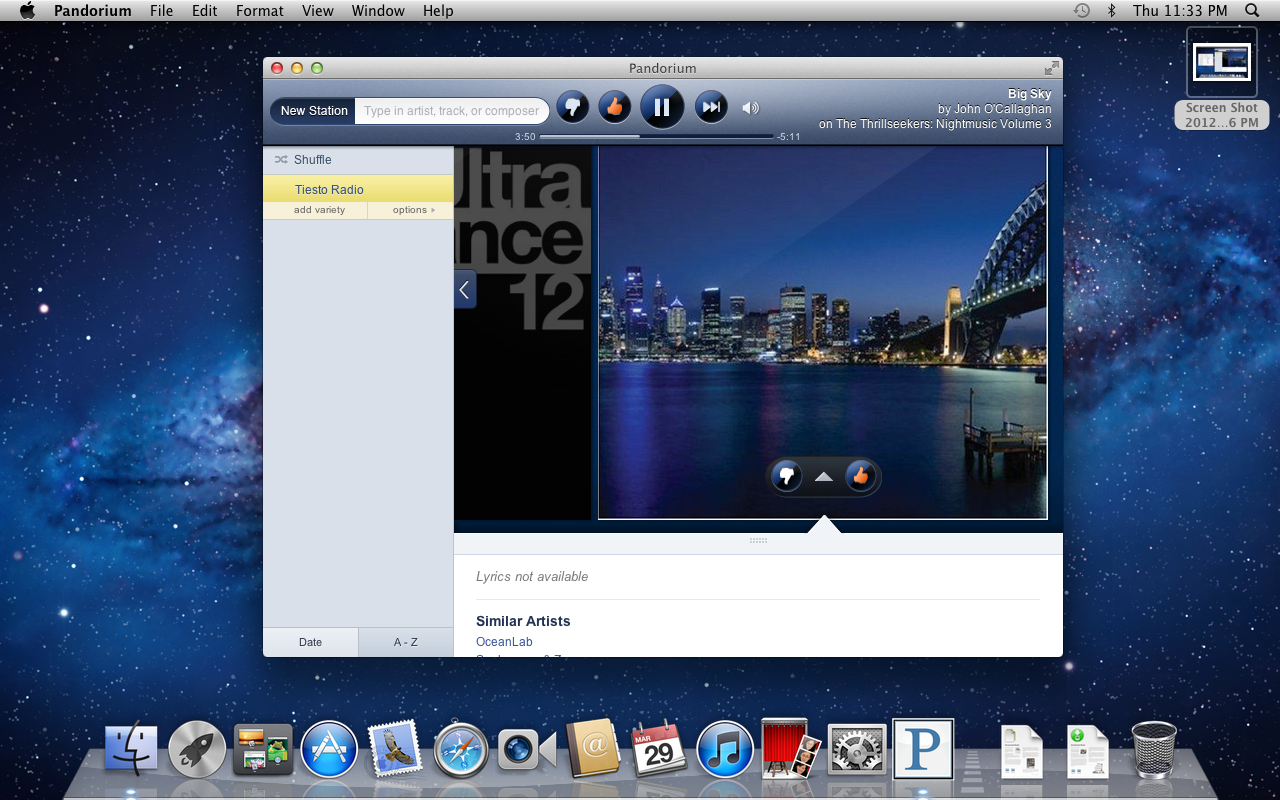 Pandorium File Edit Format View Window Help Thu 11:33 PM
Screen Shot
2012...6 PM
Pandorium
New Station Type in artist, track, or composer
Big Sky
by John O'Callaghan
on The Thrillseekers: Nightmusic Volume 3
3:50 -5:11
Shuffle
Tiesto Radio
add variety options
Ultra
ance
12
Lyrics not available
Similar Artists
OceanLab
Date A - Z
@
MAR
29
P